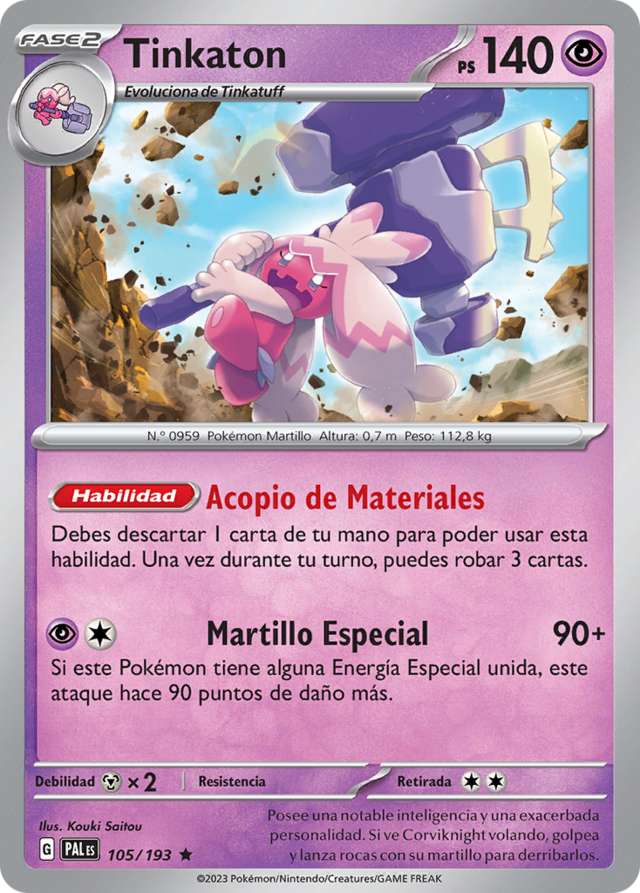 FASE 2
Tinkaton
PS 140
Evoluciona de Tinkatuff
N.º 0959 Pokémon Martillo Altura: 0,7 m Peso: 112,8 kg
Habilidad Acopio de Materiales
Debes descartar 1 carta de tu mano para poder usar esta
habilidad. Una vez durante tu turno, puedes robar 3 cartas.
Martillo Especial 90+
Si este Pokémon tiene alguna Energía Especial unida, este
ataque hace 90 puntos de daño más.
Debilidad ×2 Resistencia Retirada
Ilus. Kouki Saitou
G PAL ES 105/193 ★
Posee una notable inteligencia y una exacerbada
personalidad. Si ve Corviknight volando, golpea
y lanza rocas con su martillo para derribarlos.
©2023 Pokémon/Nintendo/Creatures/GAME FREAK